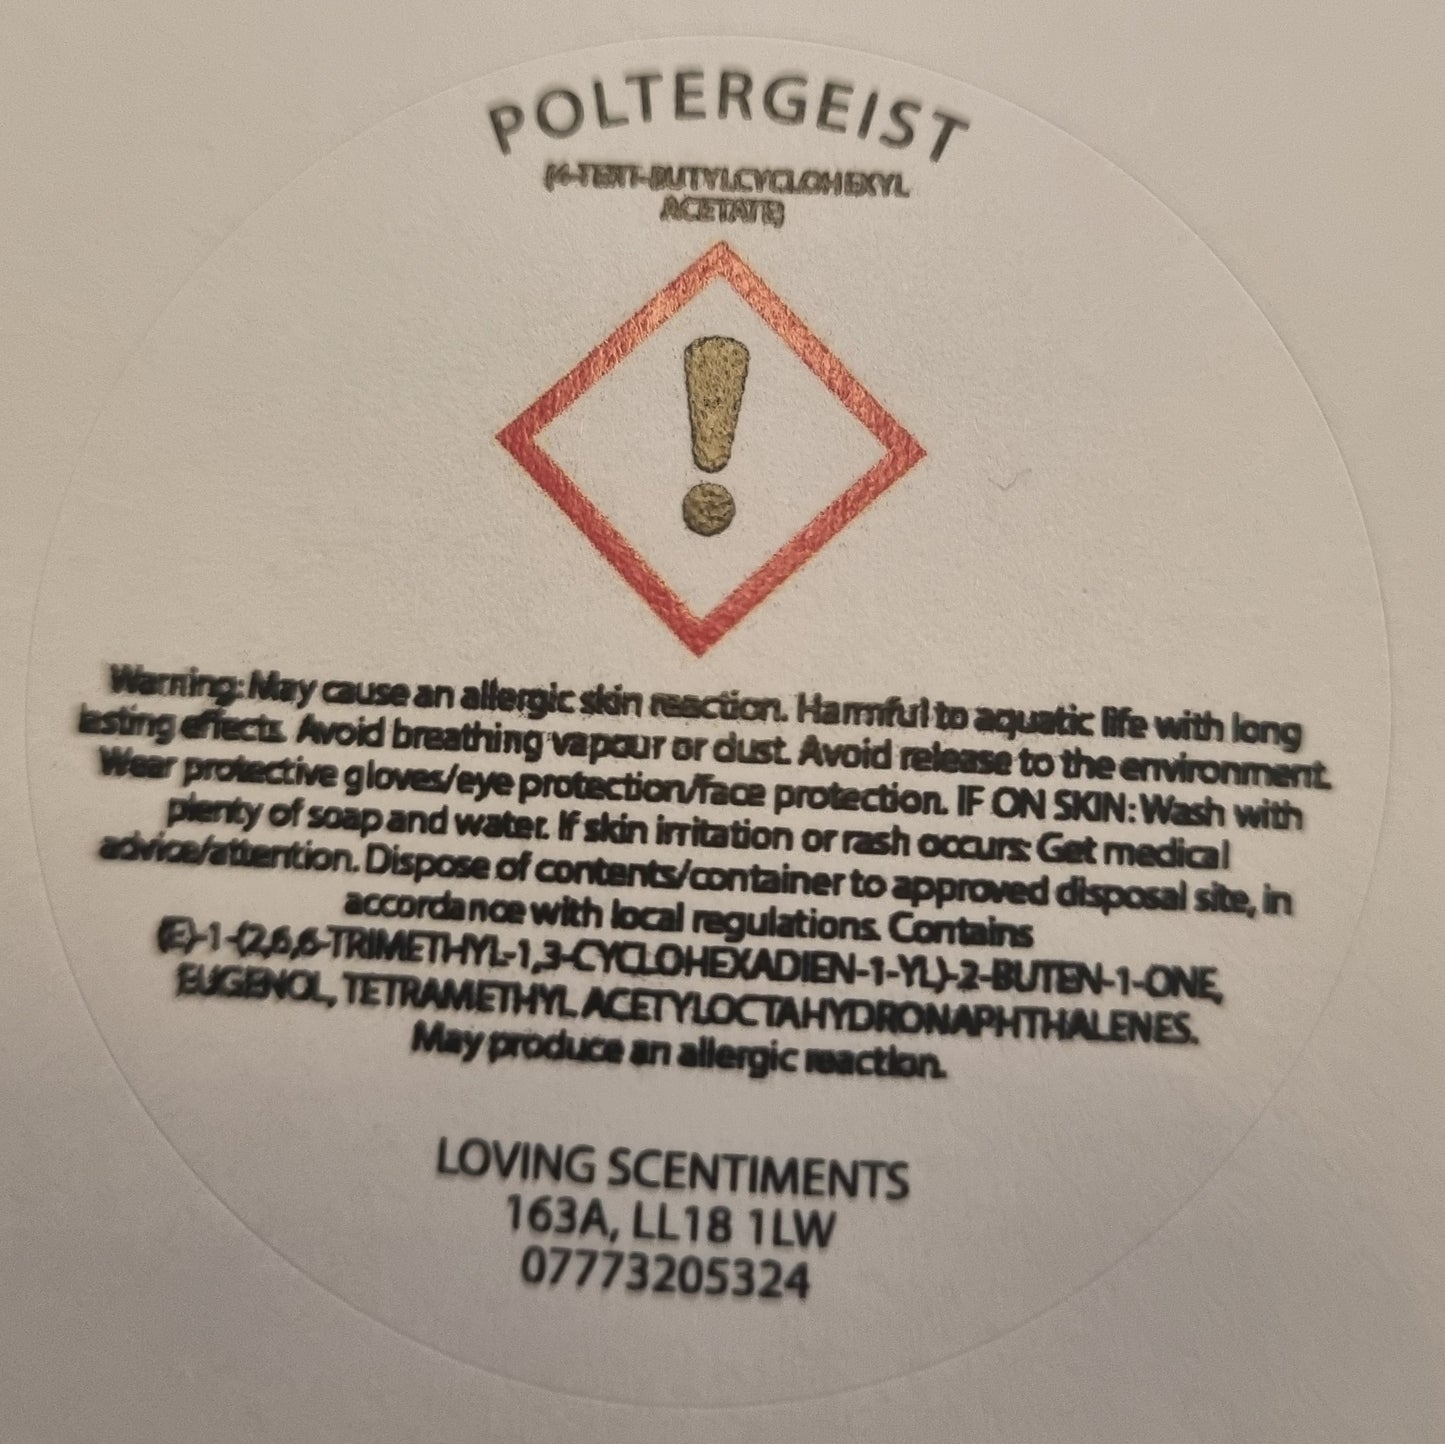 POLTERGEIST
(4-TERT-BUTYLCYCLOHEXYL
ACETATE)
Warning: May cause an allergic skin reaction. Harmful to aquatic life with long
lasting effects. Avoid breathing vapour or dust. Avoid release to the environment.
Wear protective gloves/eye protection/face protection. IF ON SKIN: Wash with
plenty of soap and water. If skin irritation or rash occurs: Get medical
advice/attention. Dispose of contents/container to approved disposal site, in
accordance with local regulations. Contains
(E)-1-(2,6,6-TRIMETHYL-1,3-CYCLOHEXADIEN-1-YL)-2-BUTEN-1-ONE,
EUGENOL, TETRAMETHYL ACETYLOCTAHYDRONAPHTHALENES.
May produce an allergic reaction.
LOVING SCENTIMENTS
163A, LL18 1LW
07773205324